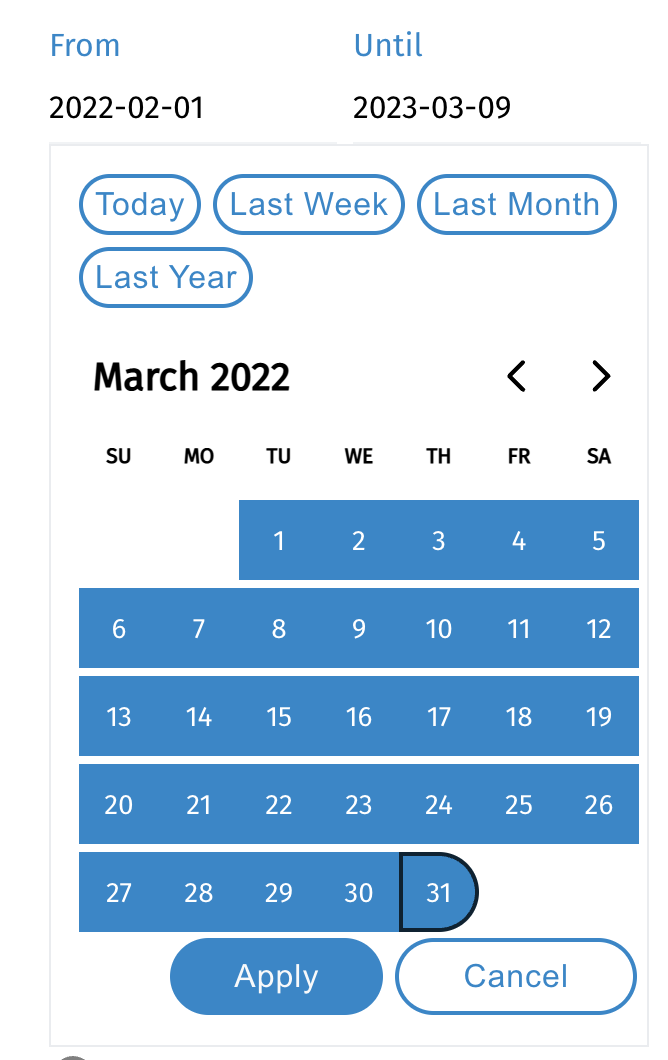 From Until
2022-02-01 2023-03-09
Today Last Week Last Month
Last Year
March 2022
SU MO TU WE TH FR SA
1 2 3 4 5
6 7 8 9 10 11 12
13 14 15 16 17 18 19
20 21 22 23 24 25 26
27 28 29 30 31
Apply Cancel